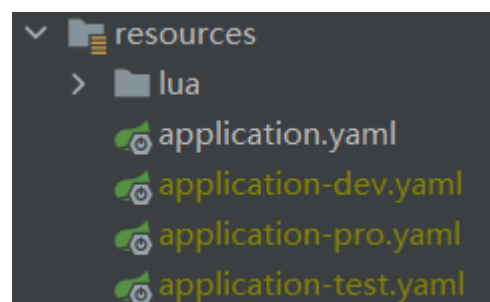 resources
lua
application.yaml
application-dev.yaml
application-pro.yaml
application-test.yaml